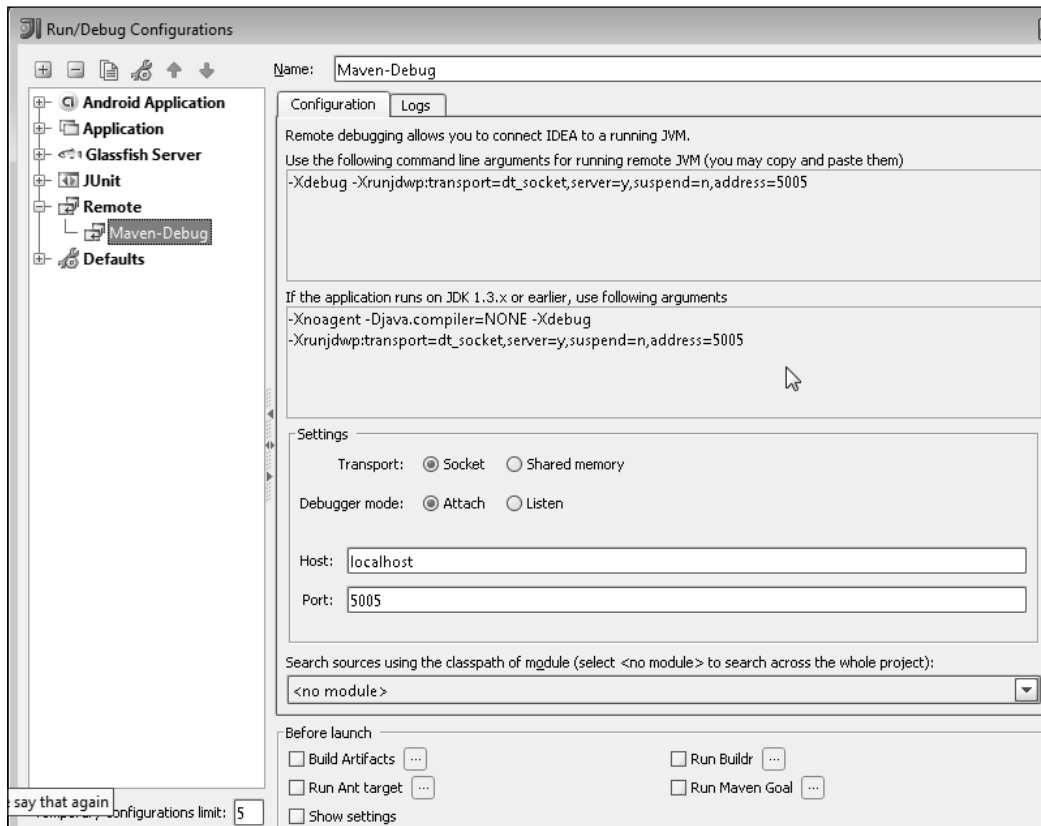 Run/Debug Configurations
Name: Maven-Debug
Android Application
Application
Glassfish Server
JUnit
Remote
Maven-Debug
Defaults
Configuration Logs
Remote debugging allows you to connect IDEA to a running JVM.
Use the following command line arguments for running remote JVM (you may copy and paste them)
-Xdebug -Xrunjdwp:transport=dt_socket,server=y,suspend=n,address=5005
If the application runs on JDK 1.3.x or earlier, use following arguments
-Xnoagent -Djava.compiler=NONE -Xdebug
-Xrunjdwp:transport=dt_socket,server=y,suspend=n,address=5005
Settings
Transport: Socket Shared memory
Debugger mode: Attach Listen
Host: localhost
Port: 5005
Search sources using the classpath of module (select <no module> to search across the whole project):
<no module>
Before launch
Build Artifacts ... Run Buildr ...
Run Ant target ... Run Maven Goal ...
Show settings
say that again
configurations limit: 5